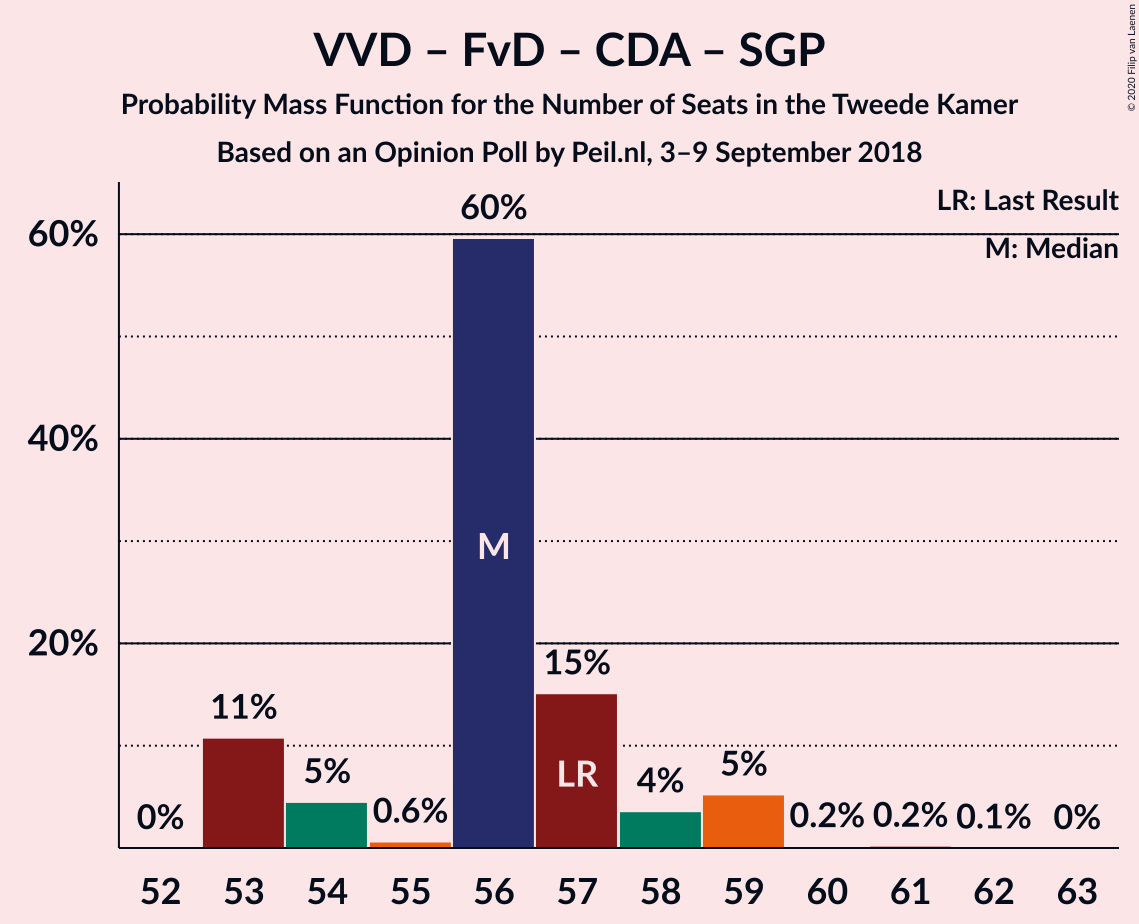 VVD – FvD – CDA – SGP
Probability Mass Function for the Number of Seats in the Tweede Kamer
Based on an Opinion Poll by Peil.nl, 3–9 September 2018
© 2020 Filip van Laenen
LR: Last Result
M: Median
60%
40%
20%
0%
11%
5%
0.6%
60%
M
15%
LR
4%
5%
0.2%
0.2%
0.1%
0%
52 53 54 55 56 57 58 59 60 61 62 63